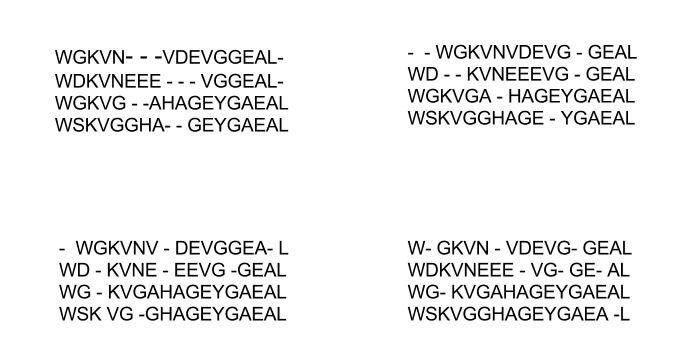 WGKVN- - -VDEVGGEAL-
WDKVNEEE - - - VGGEAL-
WGKVG - -AHAGEYGAEAL
WSKVGGHA- - GEYGAEAL
- - WGKVNVDEVG - GEAL
WD - - KVNEEEVG - GEAL
WGKVGA - HAGEYGAEAL
WSKVGGHAGE - YGAEAL
- WGKVNV - DEVGGEA- L
WD - KVNE - EEVG -GEAL
WG - KVGAHAGEYGAEAL
WSK VG -GHAGEYGAEAL
W- GKVN - VDEVG- GEAL
WDKVNEEE - VG- GE- AL
WG- KVGAHAGEYGAEAL
WSKVGGHAGEYGAEA -L